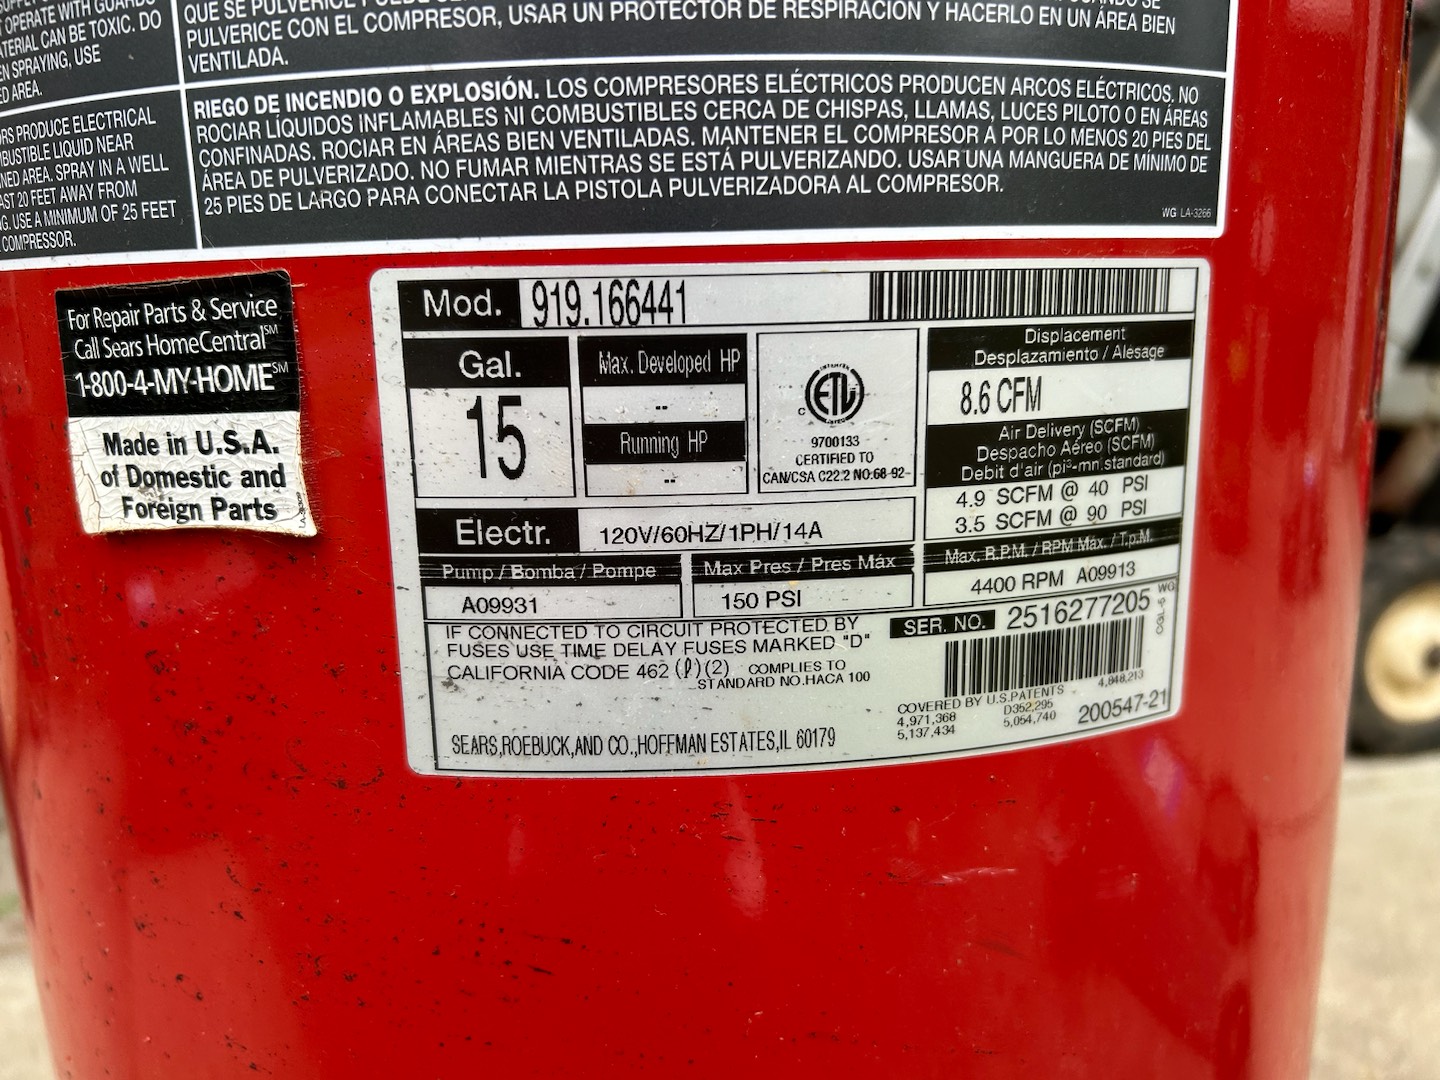 OPERATE WITH GUARDS
MATERIAL CAN BE TOXIC. DO
SPRAYING, USE
AREA.
QUE SE
PULVERICE CON EL COMPRESOR, USAR UN PROTECTOR DE RESPIRACIÓN Y HACERLO EN UN ÁREA BIEN
VENTILADA.
PRODUCE ELECTRICAL
LIQUID NEAR
AREA. SPRAY IN A WELL
20 FEET AWAY FROM
USE A MINIMUM OF 25 FEET
COMPRESSOR.
RIEGO DE INCENDIO O EXPLOSIÓN. LOS COMPRESORES ELÉCTRICOS PRODUCEN ARCOS ELÉCTRICOS. NO
ROCIAR LÍQUIDOS INFLAMABLES NI COMBUSTIBLES CERCA DE CHISPAS, LLAMAS, LUCES PILOTO O EN ÁREAS
CONFINADAS. ROCIAR EN ÁREAS BIEN VENTILADAS. MANTENER EL COMPRESOR A POR LO MENOS 20 PIES DEL
ÁREA DE PULVERIZADO. NO FUMAR MIENTRAS SE ESTÁ PULVERIZANDO. USAR UNA MANGUERA DE MÍNIMO DE
25 PIES DE LARGO PARA CONECTAR LA PISTOLA PULVERIZADORA AL COMPRESOR.
WG LA-3266
For Repair Parts & Service
Call Sears HomeCentral SM
1-800-4-MY-HOME SM
Made in U.S.A.
of Domestic and
Foreign Parts
Mod. 919.166441
Gal.
15
Max. Developed HP
--
Running HP
--
INTERTEK
C ETL
9700133
CERTIFIED TO
CAN/CSA C22.2 NO.68-92
Displacement
Desplazamiento / Alesage
8.6 CFM
Air Delivery (SCFM)
Despacho Aéreo (SCFM)
Debit d'air (pi³-mn.standard)
4.9 SCFM @ 40 PSI
3.5 SCFM @ 90 PSI
Electr. 120V/60HZ/1PH/14A
Pump / Bomba / Pompe
A09931
Max Pres / Pres Máx
150 PSI
Max. R.P.M. / RPM Máx. / T.p.M.
4400 RPM A09913
IF CONNECTED TO CIRCUIT PROTECTED BY
FUSES USE TIME DELAY FUSES MARKED "D"
CALIFORNIA CODE 462 (ℓ)(2) COMPLIES TO
STANDARD NO.HACA 100
SER. NO. 2516277205
COVERED BY U.S.PATENTS 4,848,213
4,971,368 D352,295
5,137,434 5,054,740
200547-21
SEARS,ROEBUCK,AND CO.,HOFFMAN ESTATES,IL 60179